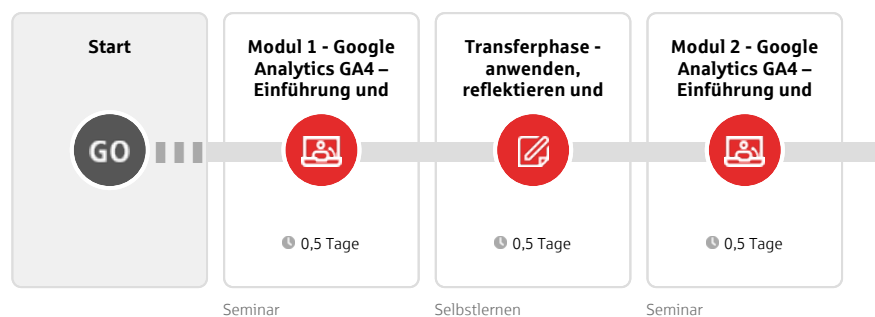 Start
GO
Modul 1 - Google
Analytics GA4 –
Einführung und
0,5 Tage
Seminar
Transferphase -
anwenden,
reflektieren und
0,5 Tage
Selbstlernen
Modul 2 - Google
Analytics GA4 –
Einführung und
0,5 Tage
Seminar